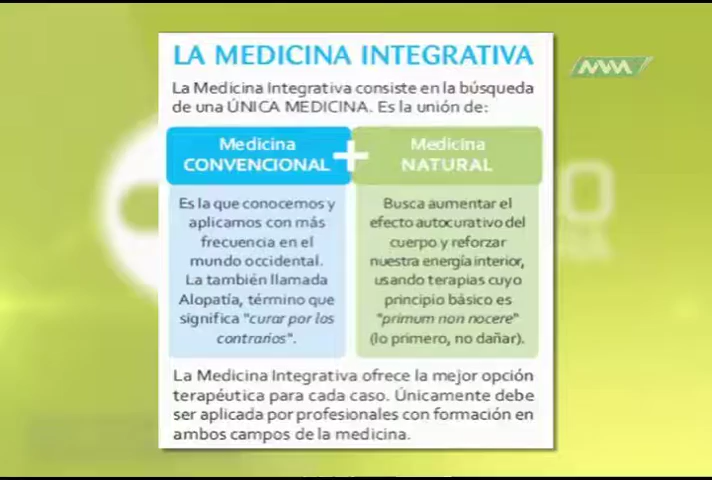 LA MEDICINA INTEGRATIVA
MM
La Medicina Integrativa consiste en la búsqueda
de una ÚNICA MEDICINA. Es la unión de:
Medicina
CONVENCIONAL
+
Medicina
NATURAL
Es la que conocemos y
aplicamos con más
frecuencia en el
mundo occidental.
La también llamada
Alopatía, término que
significa "curar por los
contrarios".
Busca aumentar el
efecto autocurativo del
cuerpo y reforzar
nuestra energía interior,
usando terapias cuyo
principio básico es
"primum non nocere"
(lo primero, no dañar).
La Medicina Integrativa ofrece la mejor opción
terapéutica para cada caso. Únicamente debe
ser aplicada por profesionales con formación en
ambos campos de la medicina.